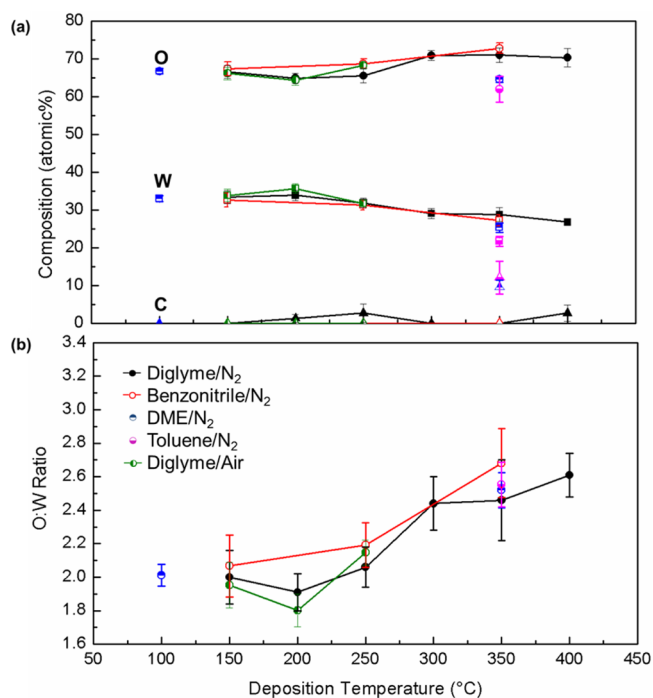 (a)
80
70
60
50
40
30
20
10
0
Composition (atomic%)
O
W
C
(b)
3.4
3.2
3.0
2.8
2.6
2.4
2.2
2.0
1.8
1.6
O:W Ratio
Diglyme/N₂
Benzonitrile/N₂
DME/N₂
Toluene/N₂
Diglyme/Air
50 100 150 200 250 300 350 400 450
Deposition Temperature (°C)